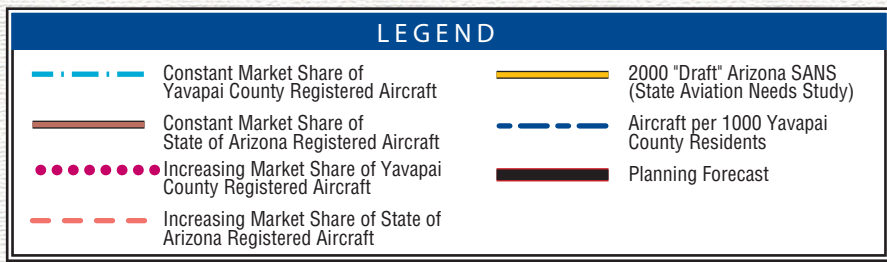 LEGEND
Constant Market Share of
Yavapai County Registered Aircraft
Constant Market Share of
State of Arizona Registered Aircraft
Increasing Market Share of Yavapai
County Registered Aircraft
Increasing Market Share of State of
Arizona Registered Aircraft
2000 "Draft" Arizona SANS
(State Aviation Needs Study)
Aircraft per 1000 Yavapai
County Residents
Planning Forecast